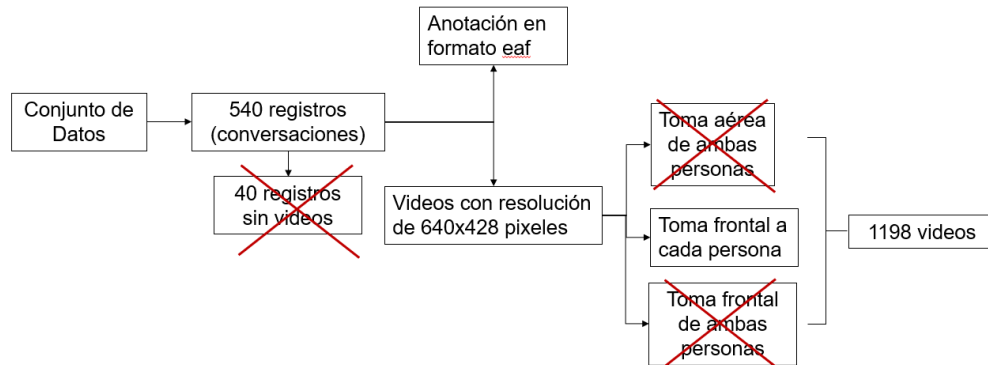 Anotación en
formato eaf
Conjunto de
Datos
540 registros
(conversaciones)
40 registros
sin videos
Videos con resolución
de 640x428 pixeles
Toma aérea
de ambas
personas
Toma frontal a
cada persona
Toma frontal
de ambas
personas
1198 videos